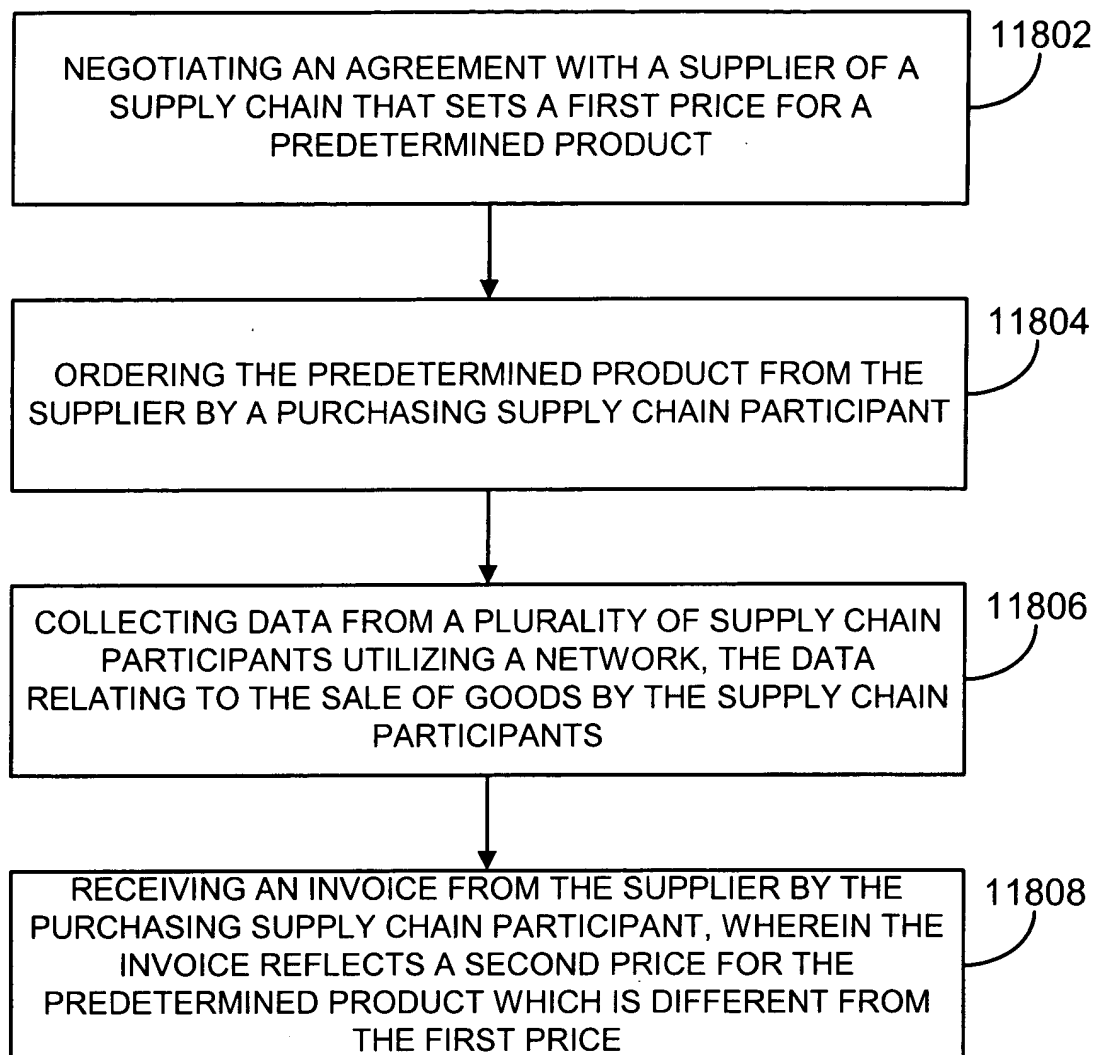 11802
NEGOTIATING AN AGREEMENT WITH A SUPPLIER OF A
SUPPLY CHAIN THAT SETS A FIRST PRICE FOR A
PREDETERMINED PRODUCT
11804
ORDERING THE PREDETERMINED PRODUCT FROM THE
SUPPLIER BY A PURCHASING SUPPLY CHAIN PARTICIPANT
11806
COLLECTING DATA FROM A PLURALITY OF SUPPLY CHAIN
PARTICIPANTS UTILIZING A NETWORK, THE DATA
RELATING TO THE SALE OF GOODS BY THE SUPPLY CHAIN
PARTICIPANTS
11808
RECEIVING AN INVOICE FROM THE SUPPLIER BY THE
PURCHASING SUPPLY CHAIN PARTICIPANT, WHEREIN THE
INVOICE REFLECTS A SECOND PRICE FOR THE
PREDETERMINED PRODUCT WHICH IS DIFFERENT FROM
THE FIRST PRICE